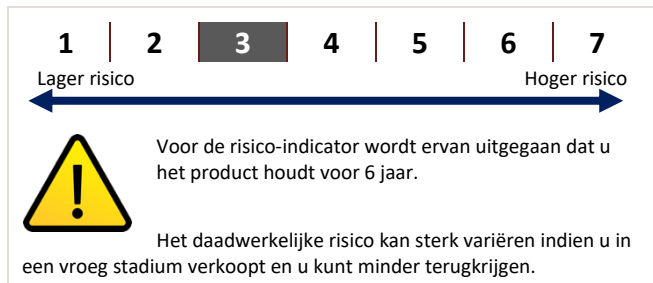 1 2 3 4 5 6 7
Lager risico Hoger risico
!
Voor de risico-indicator wordt ervan uitgegaan dat u
het product houdt voor 6 jaar.
Het daadwerkelijke risico kan sterk variëren indien u in
een vroeg stadium verkoopt en u kunt minder terugkrijgen.